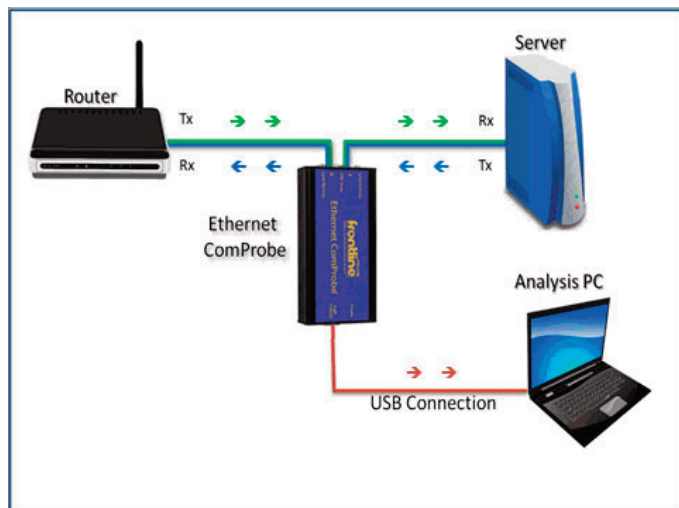 Server
Router
Tx
Rx
Rx
Tx
Ethernet
ComProbe
frontline
Ethernet ComProbe
Analysis PC
USB Connection